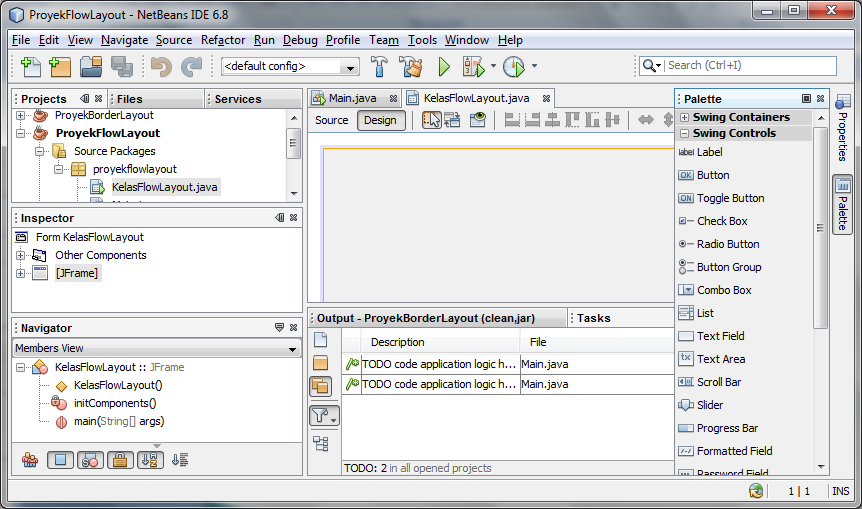 ProyekFlowLayout - NetBeans IDE 6.8
File Edit View Navigate Source Refactor Run Debug Profile Team Tools Window Help
<default config> Search (Ctrl+I)
Projects Files Services
ProyekBorderLayout
ProyekFlowLayout
Source Packages
proyekflowlayout
KelasFlowLayout.java
Inspector
Form KelasFlowLayout
Other Components
[JFrame]
Navigator
Members View
KelasFlowLayout :: JFrame
KelasFlowLayout()
initComponents()
main(String[] args)
Main.java KelasFlowLayout.java
Source Design
Output - ProyekBorderLayout (clean,jar) Tasks
Description File
TODO code application logic h... Main.java
TODO code application logic h... Main.java
TODO: 2 in all opened projects
Palette
Swing Containers
Swing Controls
label Label
OK Button
ON Toggle Button
Check Box
Radio Button
Button Group
Combo Box
List
Text Field
tx Text Area
Scroll Bar
Slider
Progress Bar
Formatted Field
Password Field
Properties
Palette
1 | 1 INS